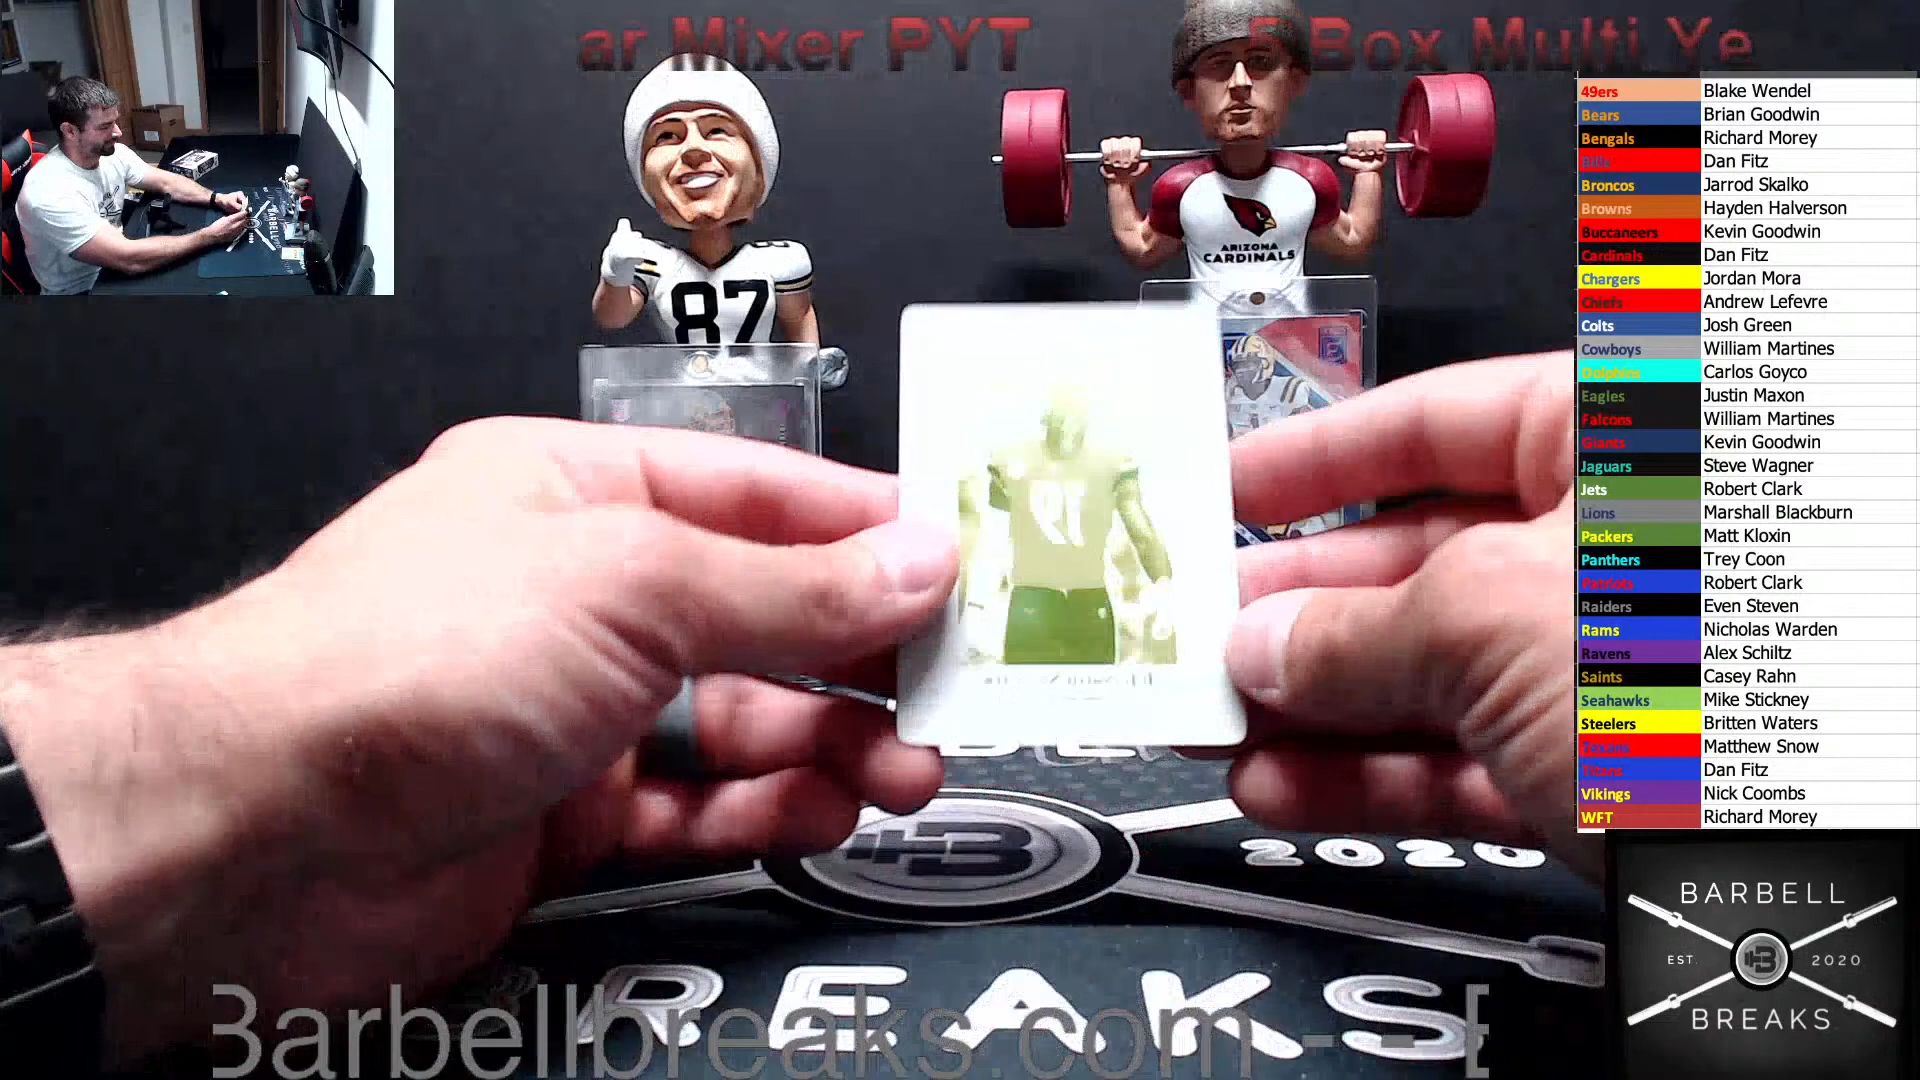 ar Mixer PYT 5 Box Multi Ye
49ers Blake Wendel
Bears Brian Goodwin
Bengals Richard Morey
Bills Dan Fitz
Broncos Jarrod Skalko
Browns Hayden Halverson
Buccaneers Kevin Goodwin
Cardinals Dan Fitz
Chargers Jordan Mora
Chiefs Andrew Lefevre
Colts Josh Green
Cowboys William Martines
Dolphins Carlos Goyco
Eagles Justin Maxon
Falcons William Martines
Giants Kevin Goodwin
Jaguars Steve Wagner
Jets Robert Clark
Lions Marshall Blackburn
Packers Matt Kloxin
Panthers Trey Coon
Patriots Robert Clark
Raiders Even Steven
Rams Nicholas Warden
Ravens Alex Schiltz
Saints Casey Rahn
Seahawks Mike Stickney
Steelers Britten Waters
Texans Matthew Snow
Titans Dan Fitz
Vikings Nick Coombs
WFT Richard Morey
ARIZONA
CARDINALS
87
2020
REAKS
BARBELL
EST. 2020
BREAKS
Barbellbreaks.com - -